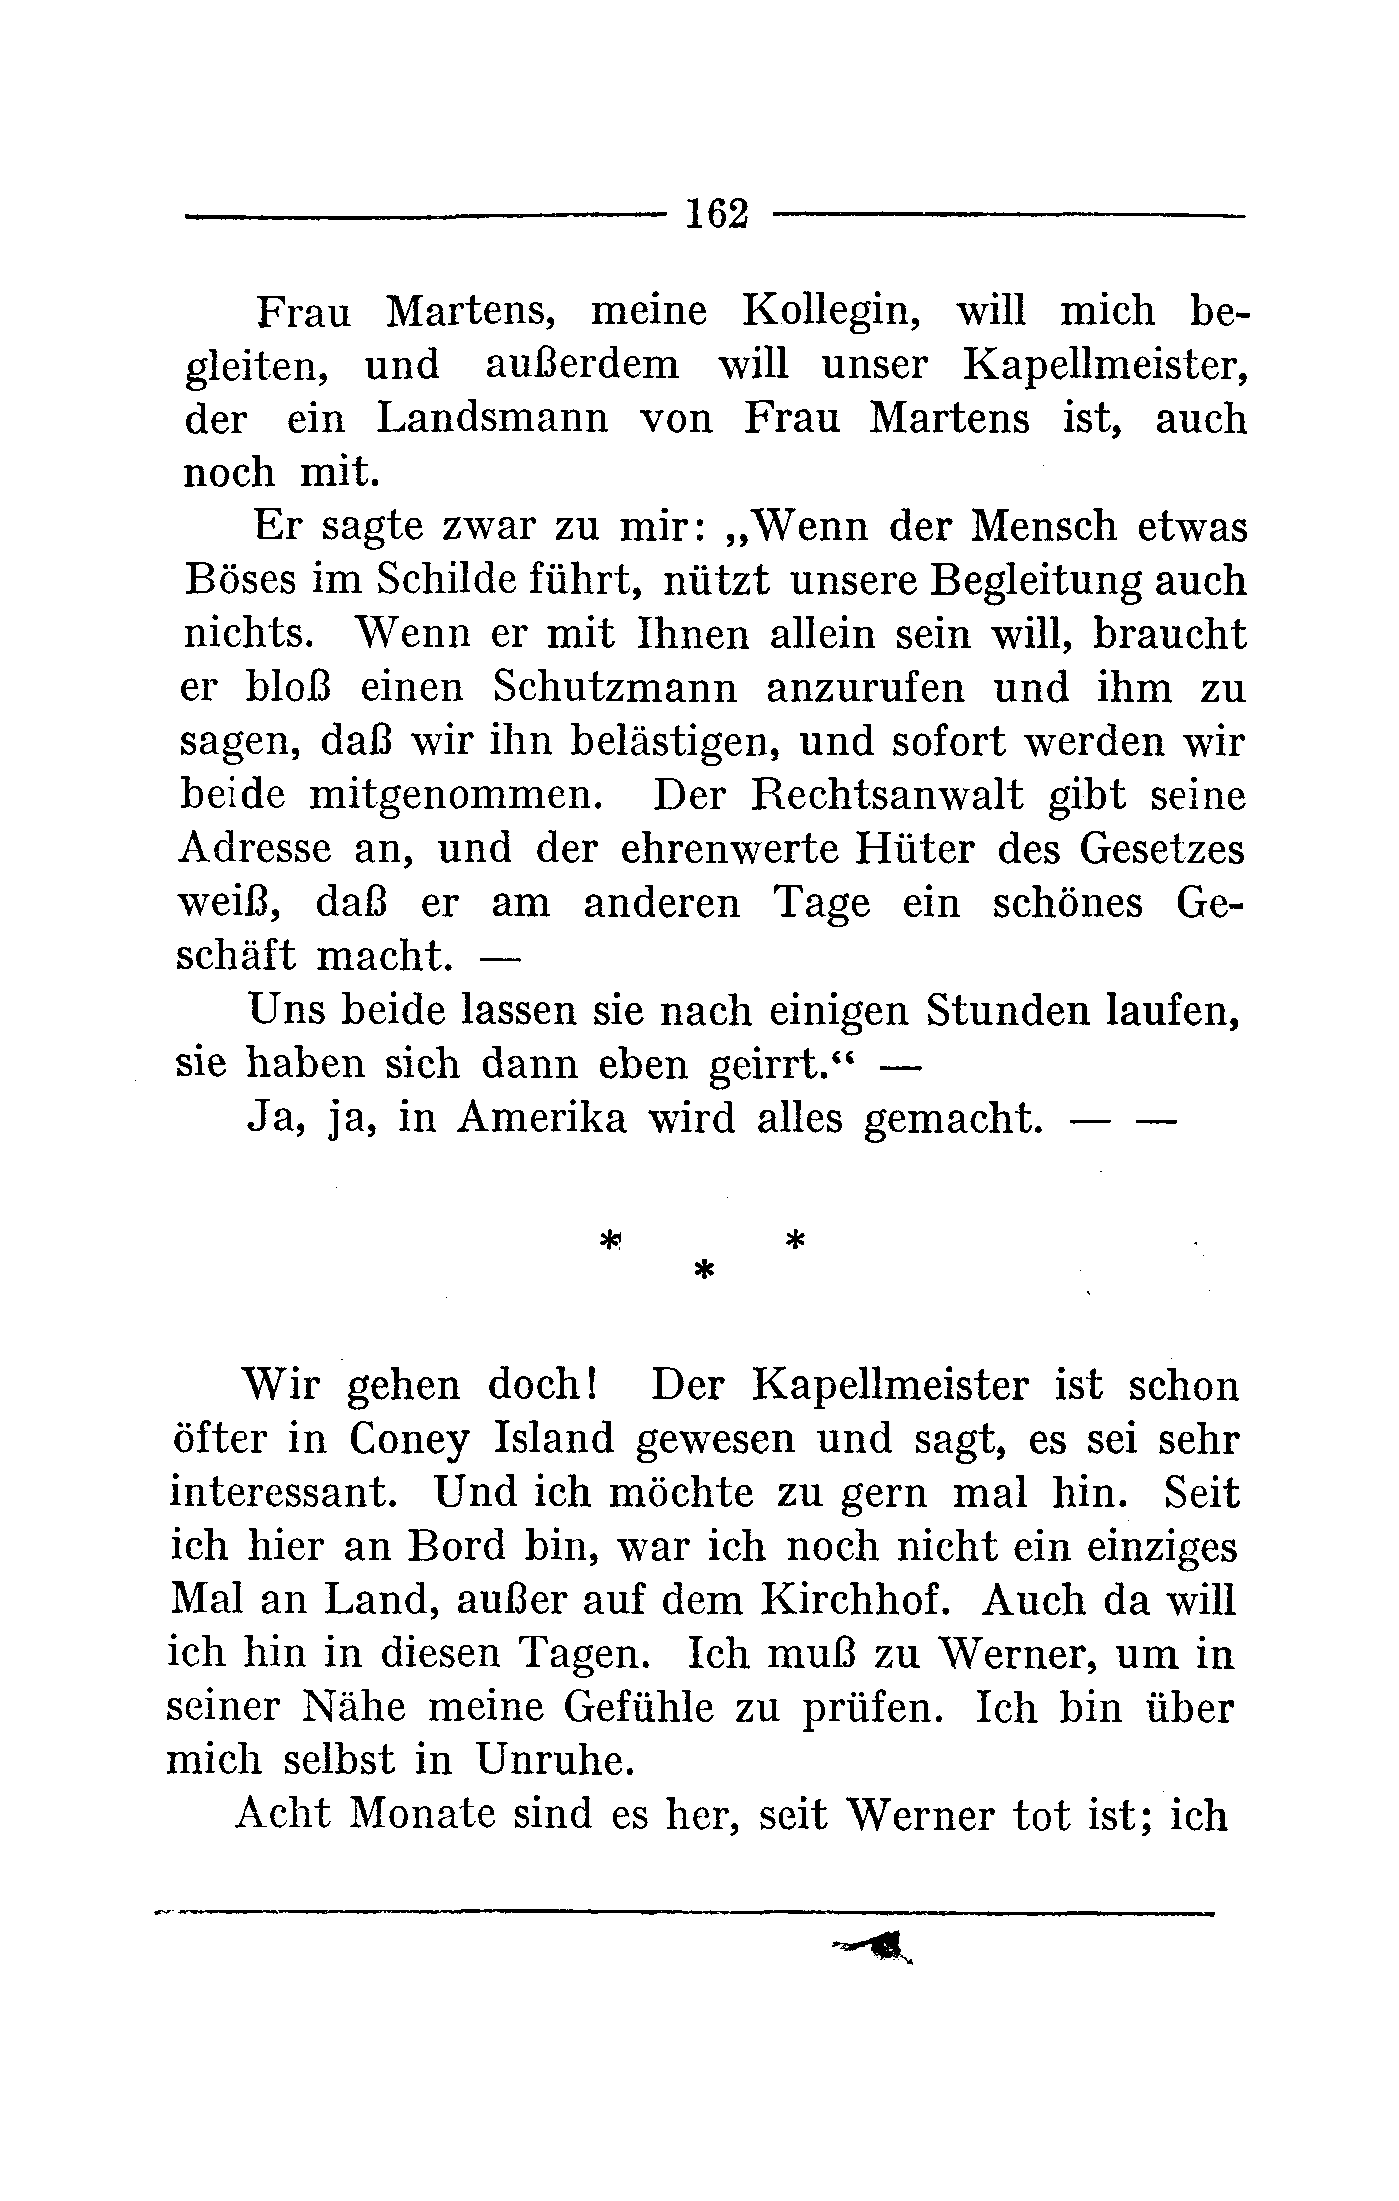 162
Frau Martens, meine Kollegin, will mich be-
gleiten, und außerdem will unser Kapellmeister,
der ein Landsmann von Frau Martens ist, auch
noch mit.
Er sagte zwar zu mir: „Wenn der Mensch etwas
Böses im Schilde führt, nützt unsere Begleitung auch
nichts. Wenn er mit Ihnen allein sein will, braucht
er bloß einen Schutzmann anzurufen und ihm zu
sagen, daß wir ihn belästigen, und sofort werden wir
beide mitgenommen. Der Rechtsanwalt gibt seine
Adresse an, und der ehrenwerte Hüter des Gesetzes
weiß, daß er am anderen Tage ein schönes Ge-
schäft macht. —
Uns beide lassen sie nach einigen Stunden laufen,
sie haben sich dann eben geirrt.“ —
Ja, ja, in Amerika wird alles gemacht. — —
* *
*
Wir gehen doch! Der Kapellmeister ist schon
öfter in Coney Island gewesen und sagt, es sei sehr
interessant. Und ich möchte zu gern mal hin. Seit
ich hier an Bord bin, war ich noch nicht ein einziges
Mal an Land, außer auf dem Kirchhof. Auch da will
ich hin in diesen Tagen. Ich muß zu Werner, um in
seiner Nähe meine Gefühle zu prüfen. Ich bin über
mich selbst in Unruhe.
Acht Monate sind es her, seit Werner tot ist; ich